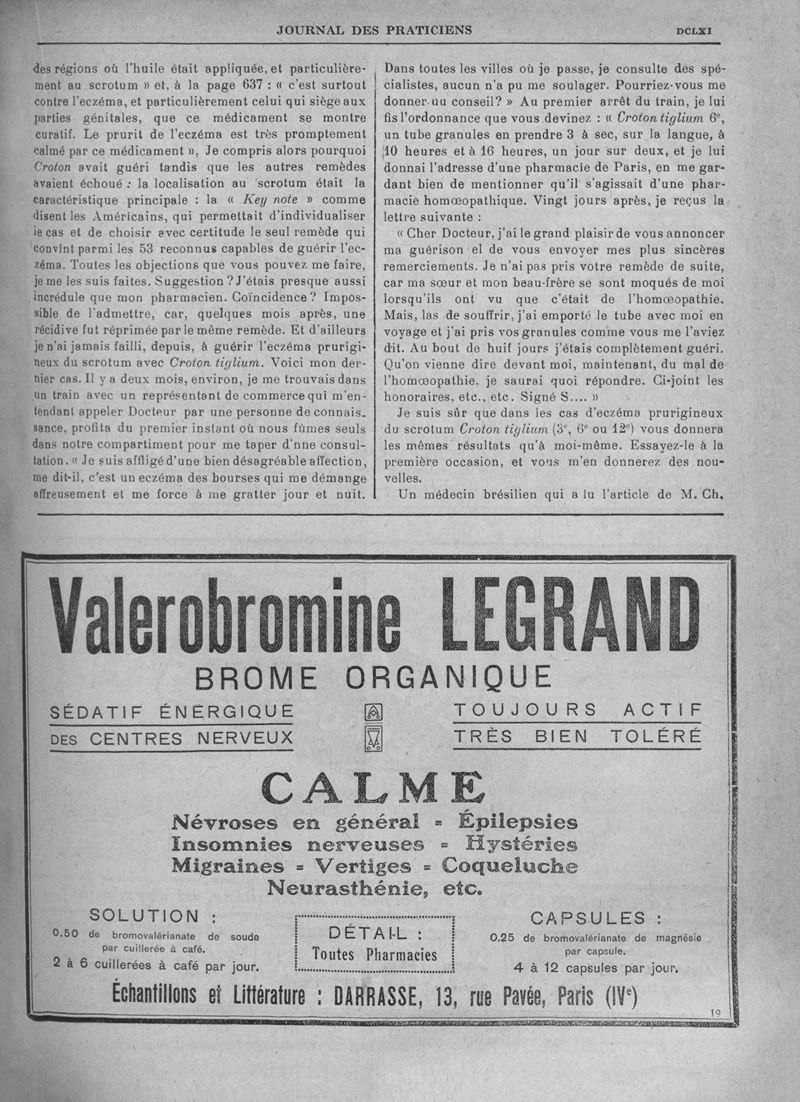 JOURNAL DES PRATICIENS
DCLXI
des régions où l'huile était appliquée, et particulière-
ment au scrotum » et, à la page 637 : « c'est surtout
contre l'eczéma, et particulièrement celui qui siège aux
parties génitales, que ce médicament se montre
curatif. Le prurit de l'eczéma est très promptement
calmé par ce médicament », Je compris alors pourquoi
Croton avait guéri tandis que les autres remèdes
avaient échoué : la localisation au scrotum était la
caractéristique principale : la « Key note » comme
disent les Américains, qui permettait d'individualiser
le cas et de choisir avec certitude le seul remède qui
convint parmi les 53 reconnus capables de guérir l'ec-
zéma. Toutes les objections que vous pouvez me faire,
je me les suis faites. Suggestion ? J'étais presque aussi
incrédule que mon pharmacien. Coïncidence ? Impos-
sible de l'admettre, car, quelques mois après, une
récidive fut réprimée par le même remède. Et d'ailleurs
je n'ai jamais failli, depuis, à guérir l'eczéma prurigi-
neux du scrotum avec Croton tiglium. Voici mon der-
nier cas. Il y a deux mois, environ, je me trouvais dans
un train avec un représentant de commerce qui m'en-
tendant appeler Docteur par une personne de connais.
sance, profita du premier instant où nous fûmes seuls
dans notre compartiment pour me taper d'nne consul-
tation. « Je suis affligé d'une bien désagréable affection,
me dit-il, c'est un eczéma des bourses qui me démange
affreusement et me force à me gratter jour et nuit.
Dans toutes les villes où je passe, je consulte des spé-
cialistes, aucun n'a pu me soulager. Pourriez-vous me
donner uu conseil? » Au premier arrêt du train, je lui
fis l'ordonnance que vous devinez : « Croton tiglium 6e,
un tube granules en prendre 3 à sec, sur la langue, à
10 heures et à 16 heures, un jour sur deux, et je lui
donnai l'adresse d'une pharmacie de Paris, en me gar-
dant bien de mentionner qu'il s'agissait d'une phar-
macie homœopathique. Vingt jours après, je reçus la
lettre suivante :
« Cher Docteur, j'ai le grand plaisir de vous annoncer
ma guérison el de vous envoyer mes plus sincères
remerciements. Je n'ai pas pris votre remède de suite,
car ma sœur et mon beau-frère se sont moqués de moi
lorsqu'ils ont vu que c'était de l'homœopathie.
Mais, las de souffrir, j'ai emporté le tube avec moi en
voyage et j'ai pris vos granules comme vous me l'aviez
dit. Au bout de huif jours j'étais complètement guéri.
Qu'on vienne dire devant moi, maintenant, du mal de
l'homœopathie, je saurai quoi répondre. Ci-joint les
honoraires, etc., etc. Signé S.... »
Je suis sûr que dans les cas d'eczéma prurigineux
du scrotum Croton tiglium (3e, 6e ou 12e) vous donnera
les mêmes résultats qu'à moi-même. Essayez-le à la
première occasion, et vous m'en donnerez des nou-
velles.
Un médecin brésilien qui a lu l'article de M. Ch.
Valerobromine LEGRAND
BROME ORGANIQUE
SÉDATIF ÉNERGIQUE
DES CENTRES NERVEUX
TOUJOURS ACTIF
TRÈS BIEN TOLÉRÉ
CALME
Névroses en général = Épilepsies
Insomnies nerveuses = Hystéries
Migraines = Vertiges = Coqueluche
Neurasthénie, etc.
SOLUTION :
0.50 de bromovalérianate de soude
par cuillerée à café.
2 à 6 cuillerées à café par jour.
DÉTAIL :
Toutes Pharmacies
CAPSULES :
0.25 de bromovalérianate de magnésie
par capsule.
4 à 12 capsules par jour.
Échantillons et Littérature : DARRASSE, 13, rue Pavée, Paris (IVe)
19